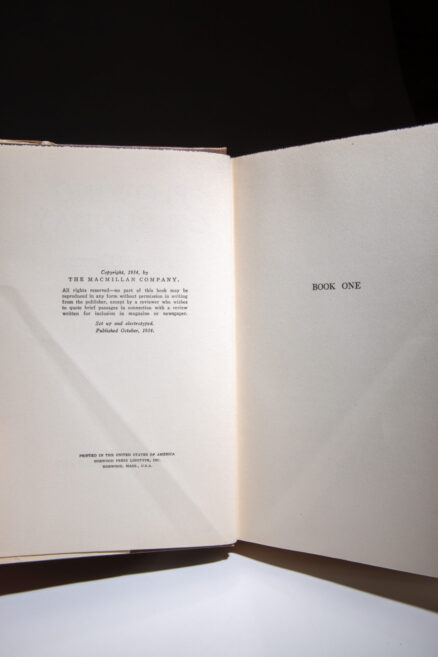 Copyright, 1934, by
THE MACMILLAN COMPANY.
All rights reserved—no part of this book may be
reproduced in any form without permission in writing
from the publisher, except by a reviewer who wishes
to quote brief passages in connection with a review
written for inclusion in magazine or newspaper.
Set up and electrotyped.
Published October, 1934.
PRINTED IN THE UNITED STATES OF AMERICA
NORWOOD PRESS LINOTYPE, INC.
NORWOOD, MASS., U.S.A.
BOOK ONE